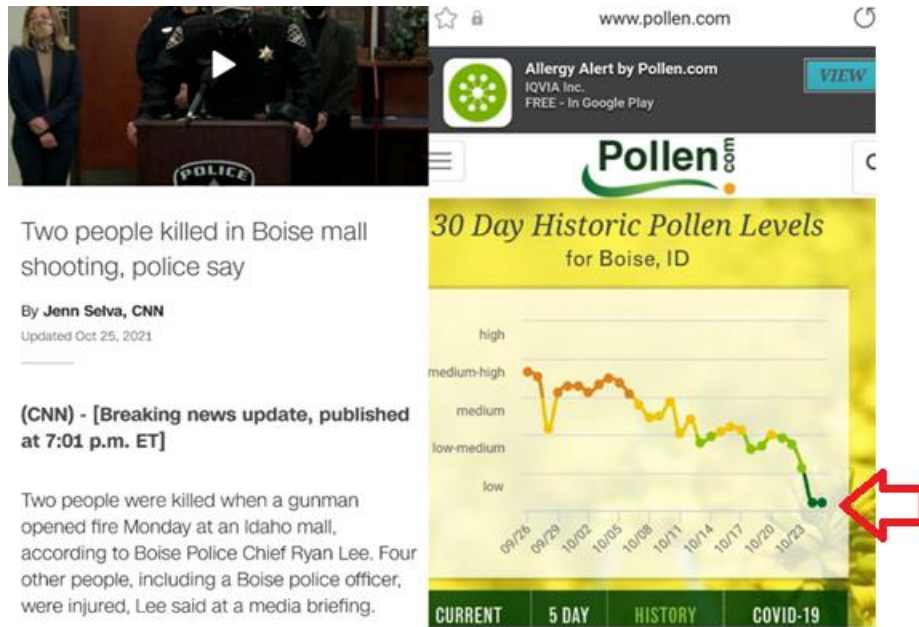 POLICE
Two people killed in Boise mall
shooting, police say
By Jenn Selva, CNN
Updated Oct 25, 2021
(CNN) - [Breaking news update, published
at 7:01 p.m. ET]
Two people were killed when a gunman
opened fire Monday at an Idaho mall,
according to Boise Police Chief Ryan Lee. Four
other people, including a Boise police officer,
were injured, Lee said at a media briefing.
www.pollen.com
Allergy Alert by Pollen.com
IQVIA Inc.
FREE - In Google Play
VIEW
Pollen.com
30 Day Historic Pollen Levels
for Boise, ID
high
medium-high
medium
low-medium
low
09/26 09/29 10/02 10/05 10/08 10/11 10/14 10/17 10/20 10/23
CURRENT 5 DAY HISTORY COVID-19